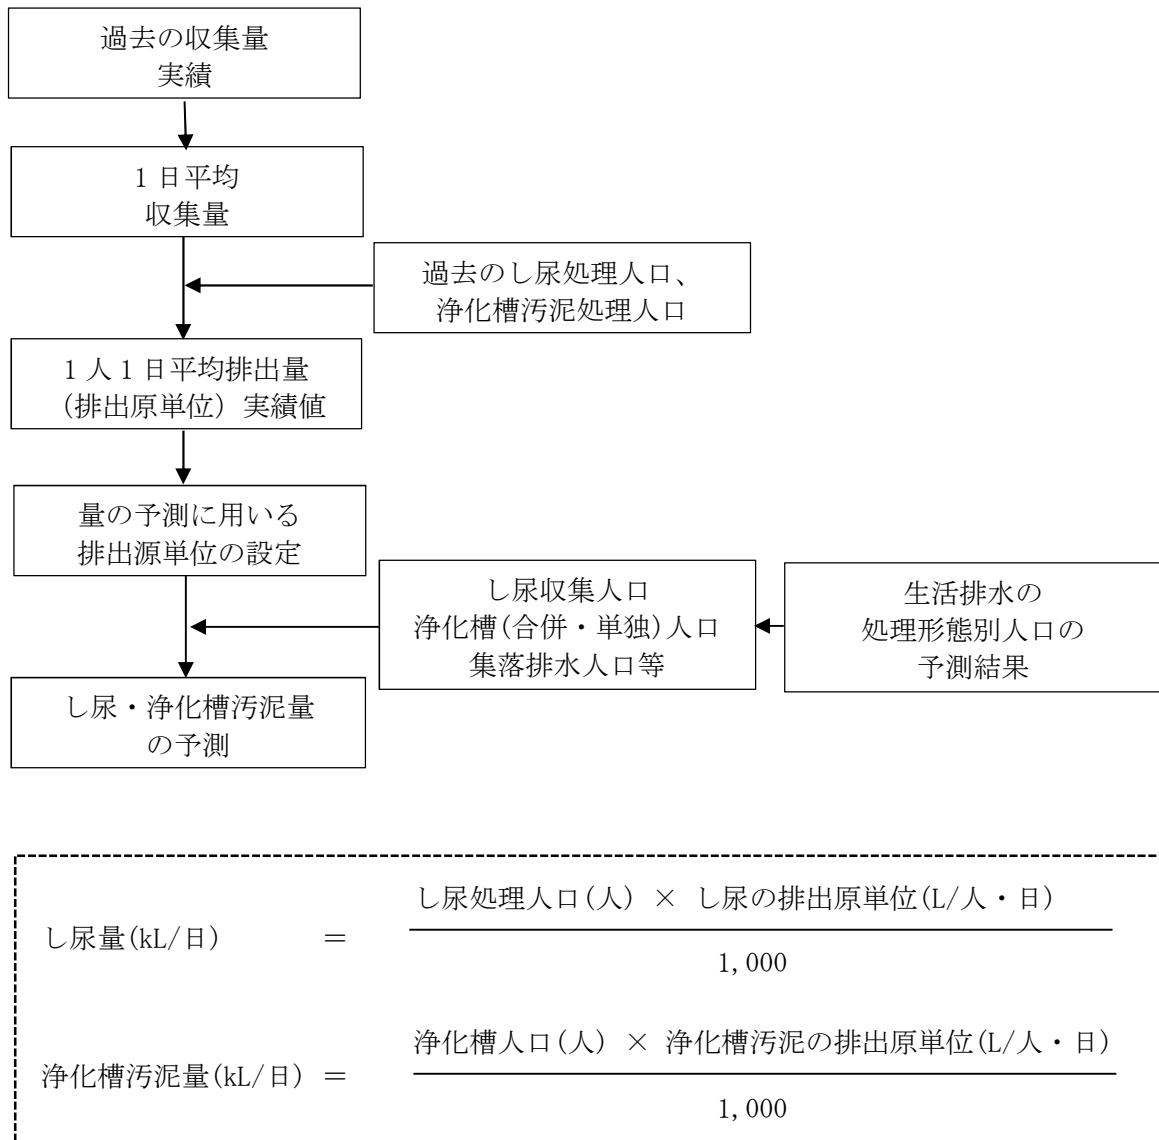 過去の収集量
実績
1日平均
収集量
過去のし尿処理人口、
浄化槽汚泥処理人口
1人1日平均排出量
(排出原単位) 実績値
量の予測に用いる
排出源単位の設定
し尿収集人口
浄化槽(合併・単独)人口
集落排水人口等
生活排水の
処理形態別人口の
予測結果
し尿・浄化槽汚泥量
の予測
し尿処理人口(人) × し尿の排出原単位(L/人・日)
し尿量(kL/日) =
1,000
浄化槽人口(人) × 浄化槽汚泥の排出原単位(L/人・日)
浄化槽汚泥量(kL/日) =
1,000